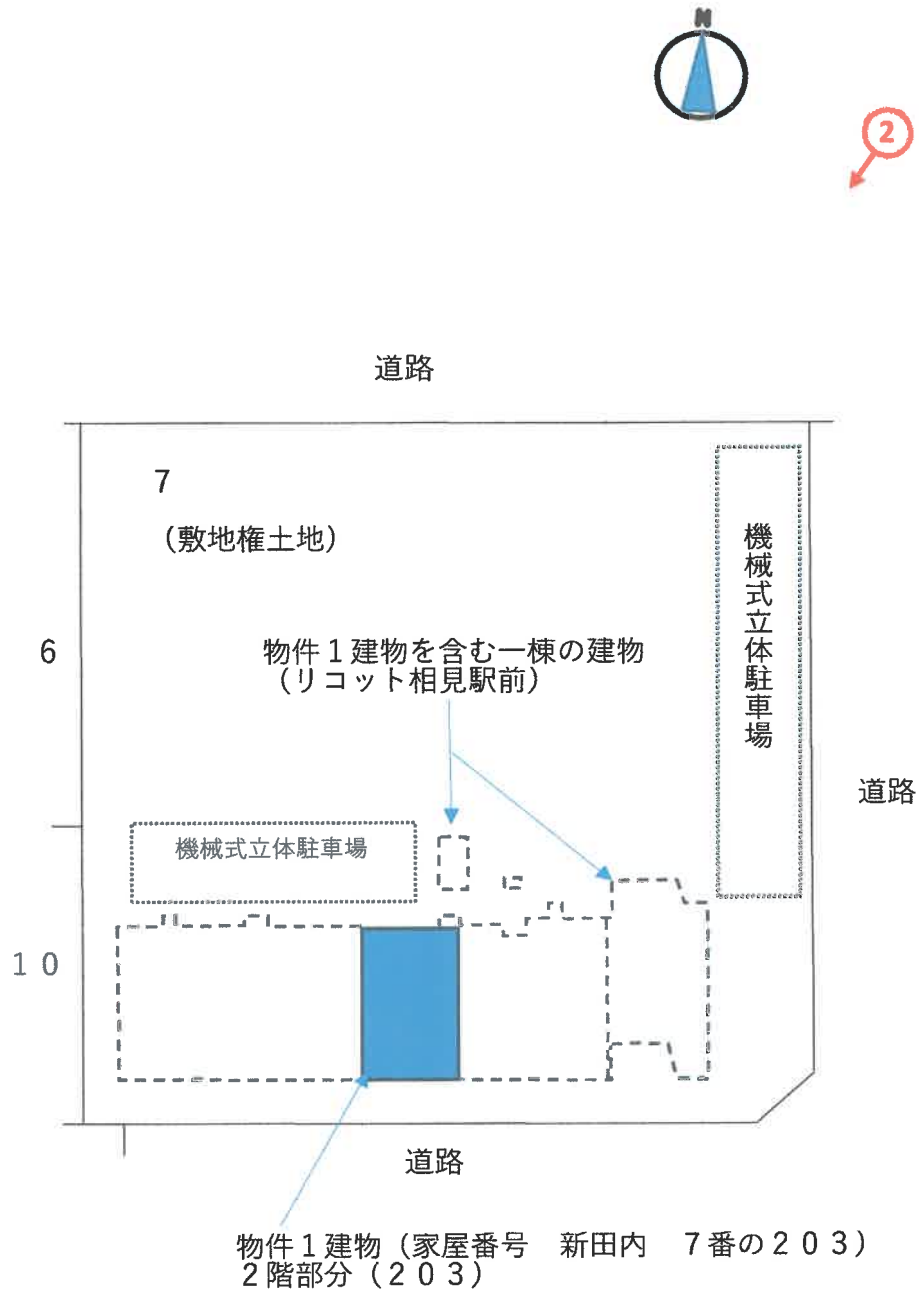 N
2
道路
7
(敷地権土地)
機械式立体駐車場
6
物件1建物を含む一棟の建物
(リコット相見駅前)
道路
機械式立体駐車場
10
道路
物件1建物(家屋番号　新田内　7番の203)
2階部分(203)